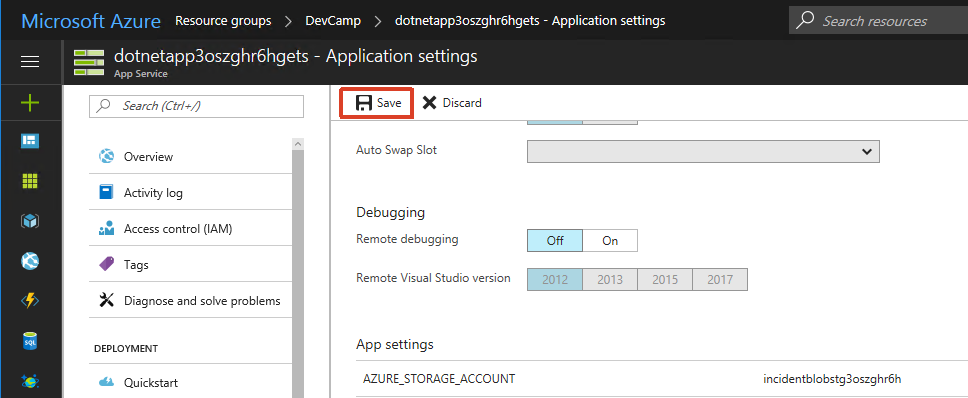 Microsoft Azure Resource groups > DevCamp > dotnetapp3oszghr6hgets - Application settings Search resources
dotnetapp3oszghr6hgets - Application settings
App Service
Search (Ctrl+/)
Overview
Activity log
Access control (IAM)
Tags
Diagnose and solve problems
DEPLOYMENT
Quickstart
Save Discard
Auto Swap Slot
Debugging
Remote debugging Off On
Remote Visual Studio version 2012 2013 2015 2017
App settings
AZURE_STORAGE_ACCOUNT incidentblobstg3oszghr6h